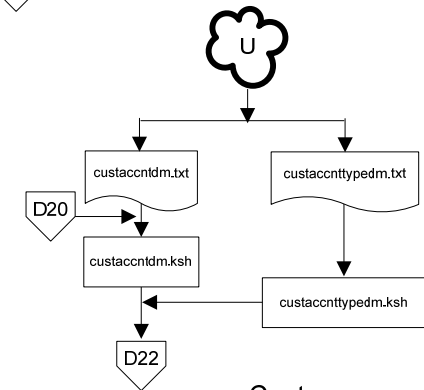 U
custaccntdm.txt
custaccnttypedm.txt
D20
custaccntdm.ksh
custaccnttypedm.ksh
D22